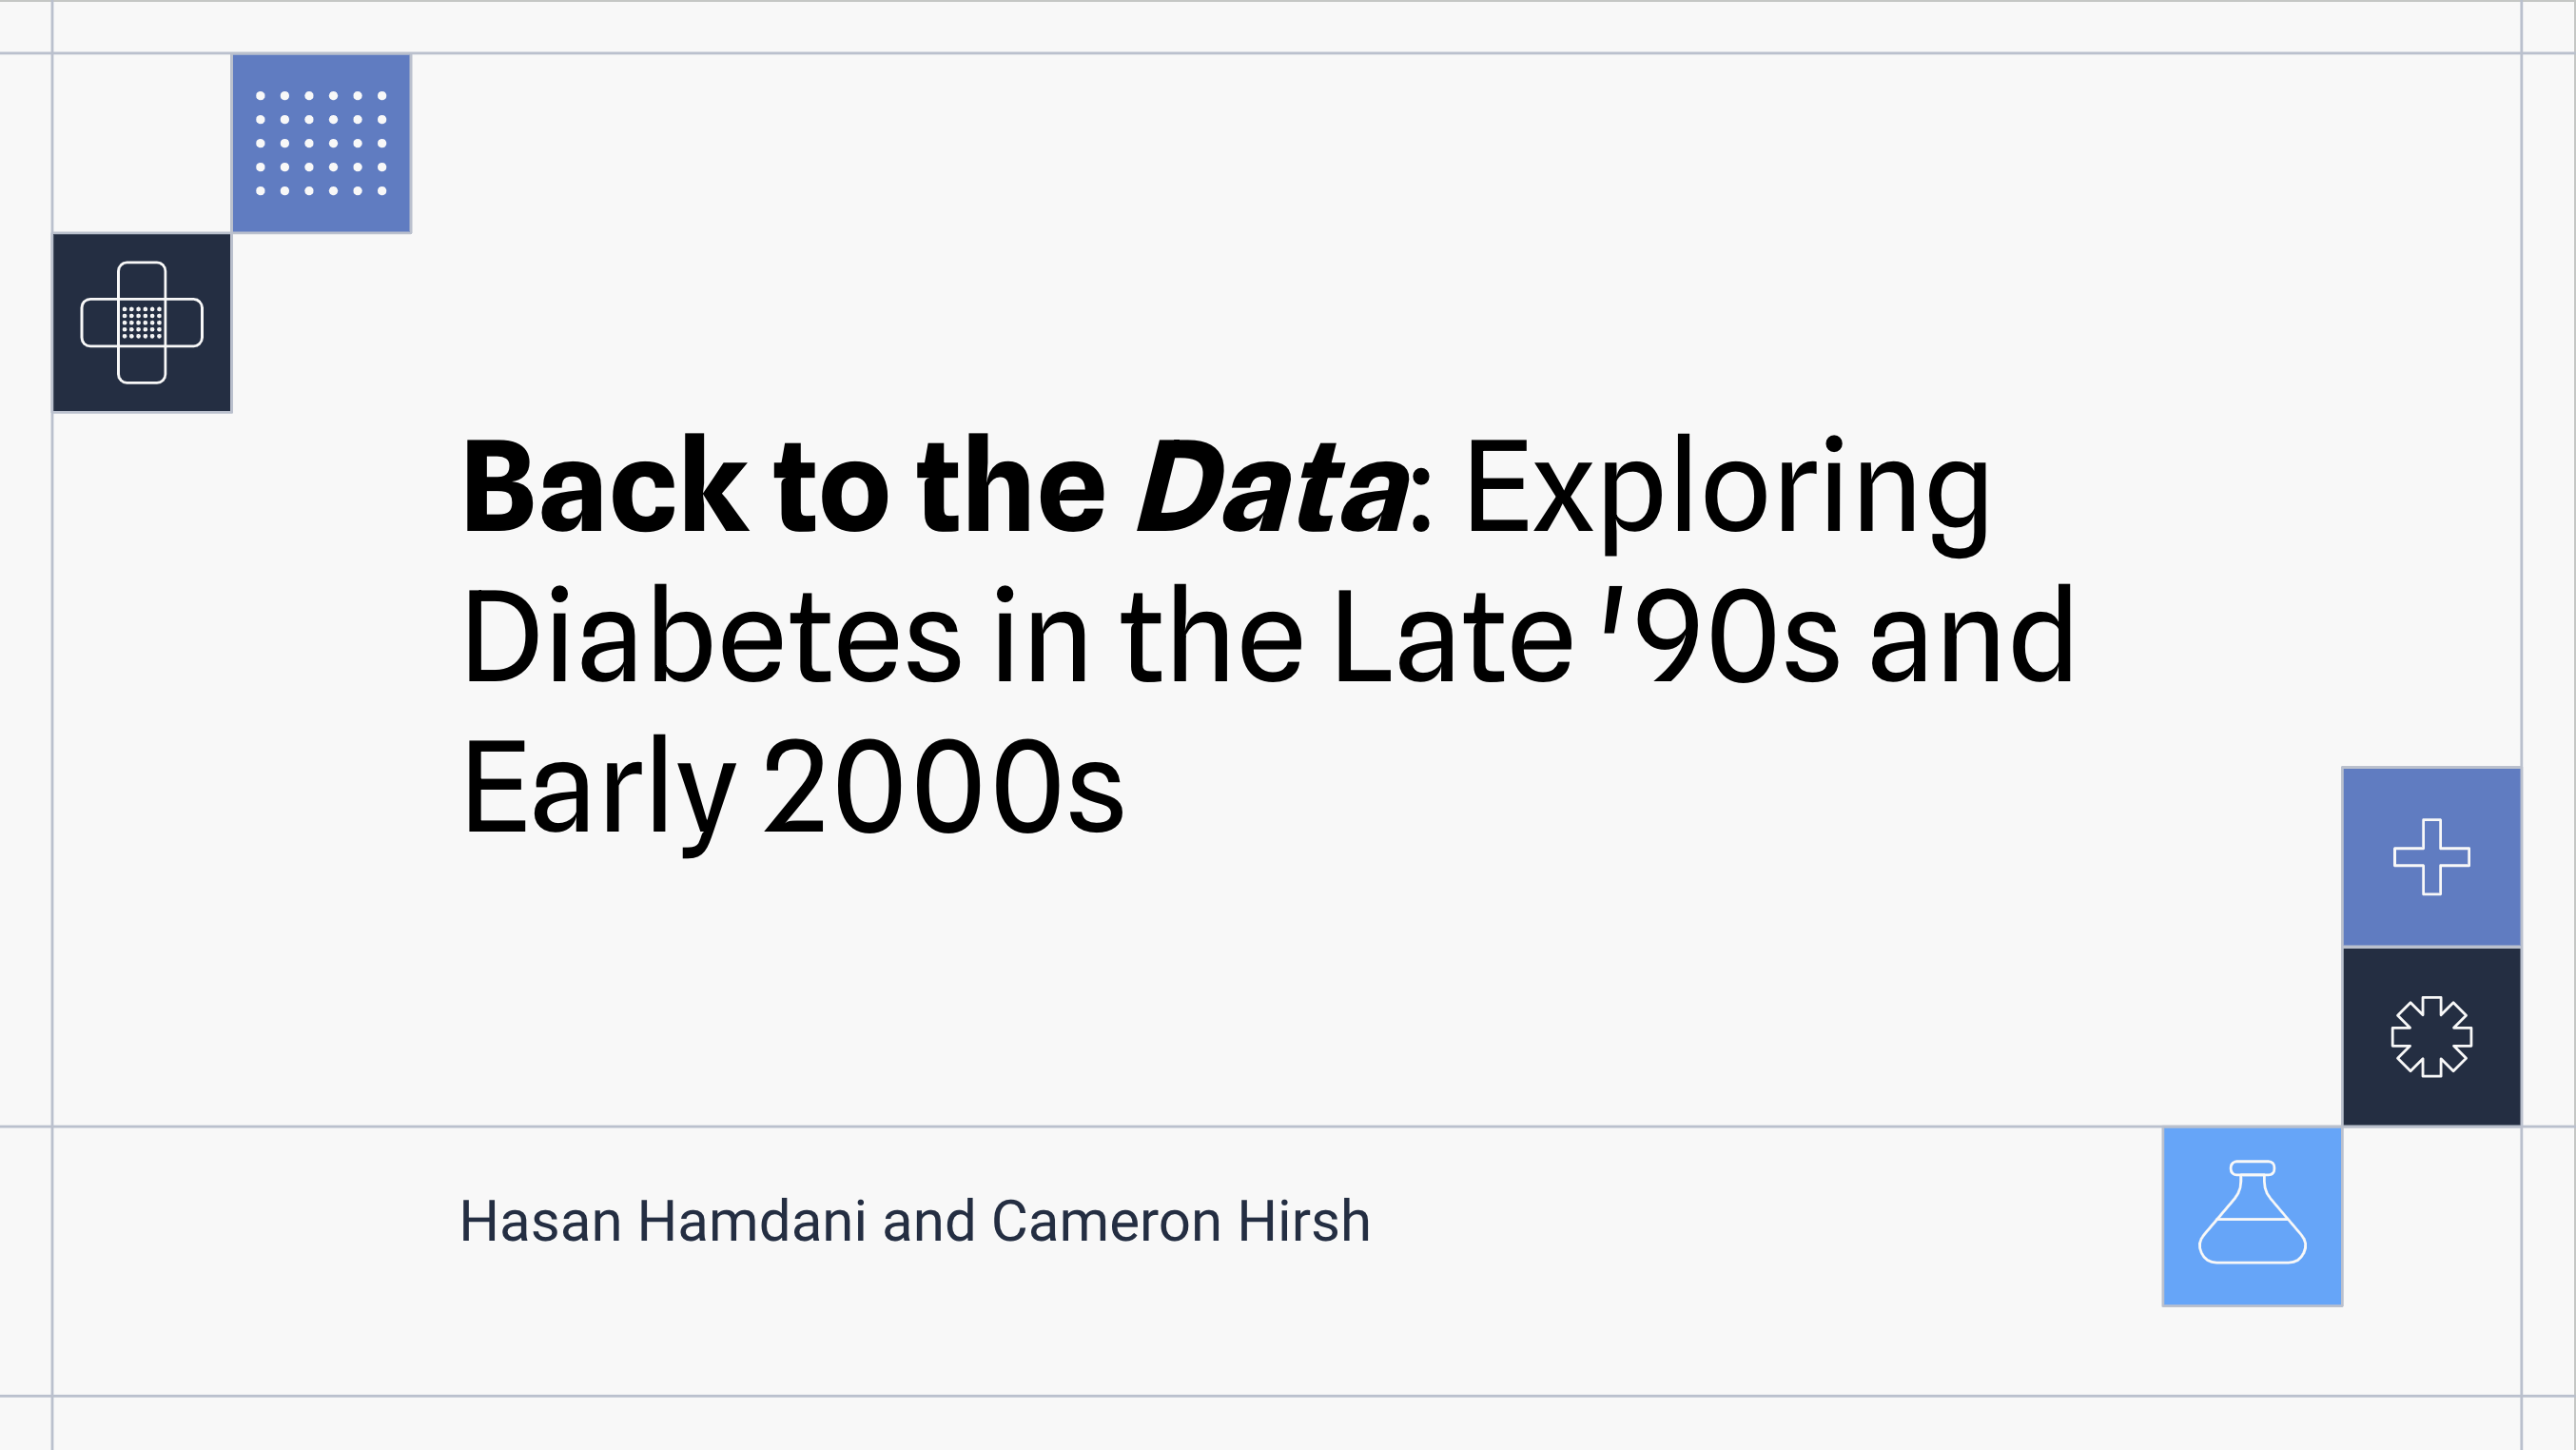 Back to the Data: Exploring
Diabetes in the Late '90s and
Early 2000s
Hasan Hamdani and Cameron Hirsh